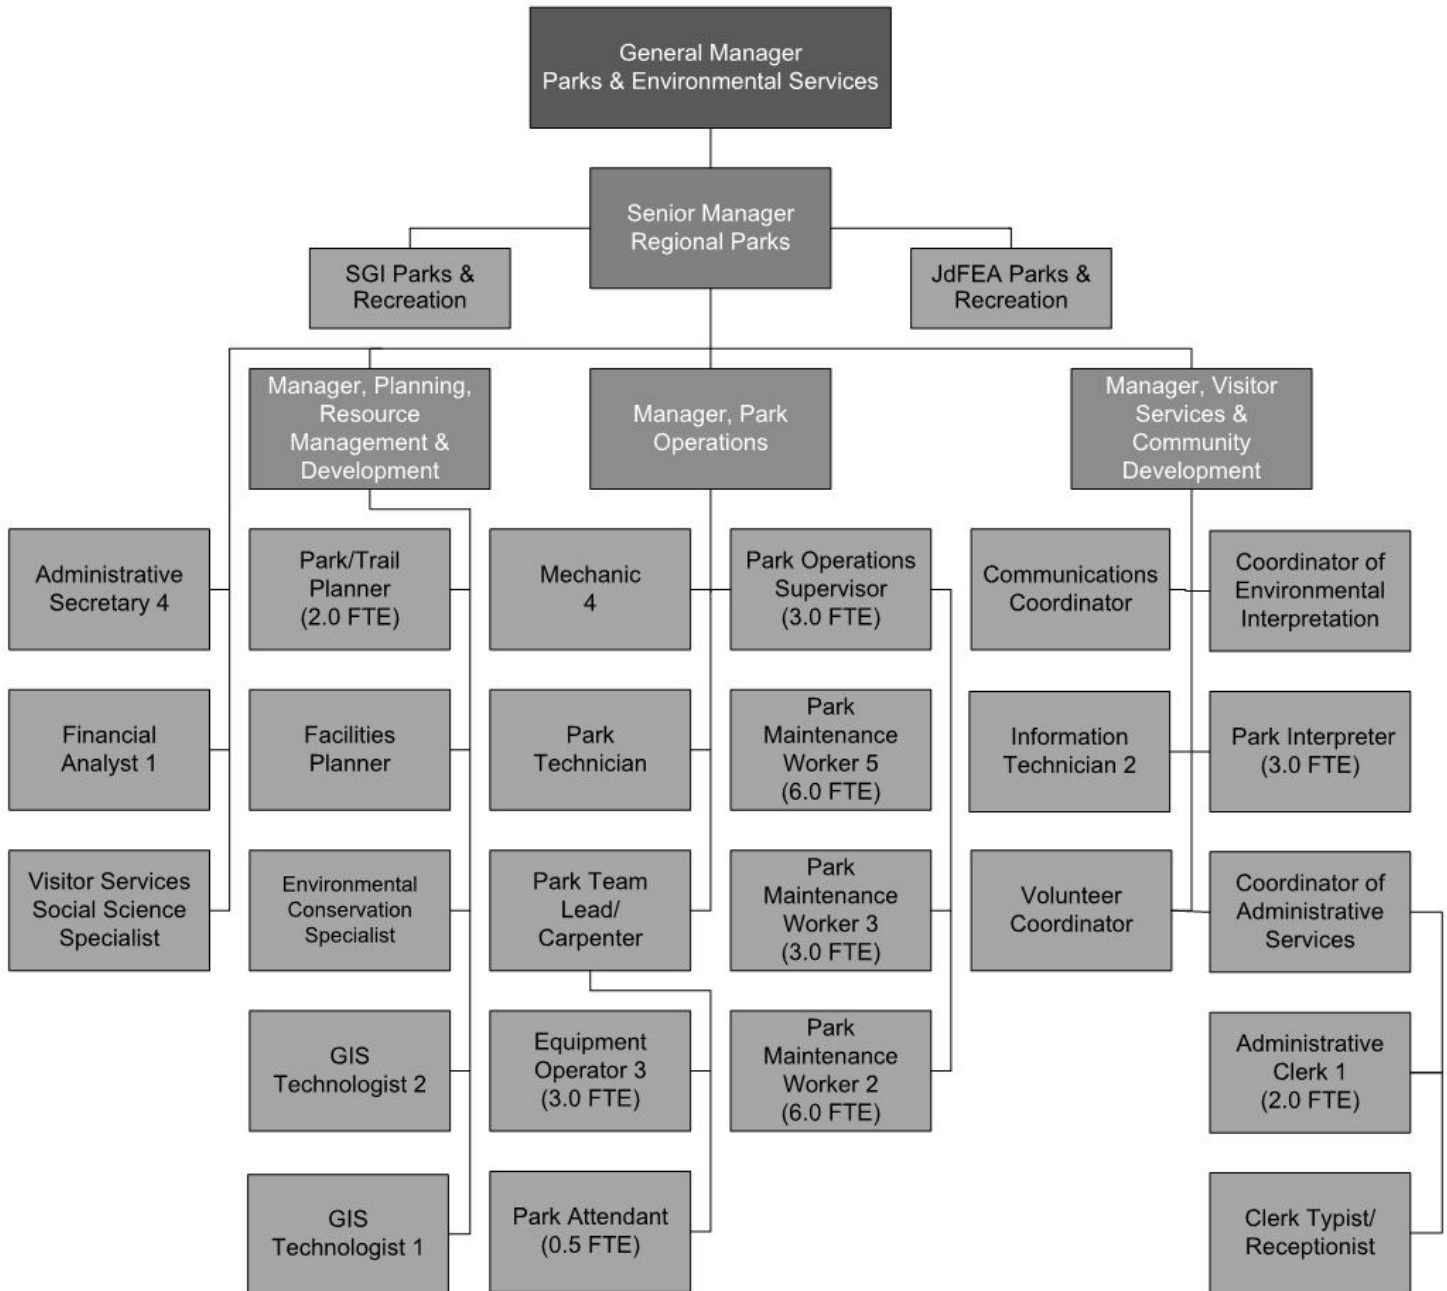 General Manager
Parks & Environmental Services
Senior Manager
Regional Parks
SGI Parks &
Recreation
JdFEA Parks &
Recreation
Manager, Planning,
Resource
Management &
Development
Manager, Park
Operations
Manager, Visitor
Services &
Community
Development
Administrative
Secretary 4
Park/Trail
Planner
(2.0 FTE)
Mechanic
4
Park Operations
Supervisor
(3.0 FTE)
Communications
Coordinator
Coordinator of
Environmental
Interpretation
Financial
Analyst 1
Facilities
Planner
Park
Technician
Park
Maintenance
Worker 5
(6.0 FTE)
Information
Technician 2
Park Interpreter
(3.0 FTE)
Visitor Services
Social Science
Specialist
Environmental
Conservation
Specialist
Park Team
Lead/
Carpenter
Park
Maintenance
Worker 3
(3.0 FTE)
Volunteer
Coordinator
Coordinator of
Administrative
Services
GIS
Technologist 2
Equipment
Operator 3
(3.0 FTE)
Park
Maintenance
Worker 2
(6.0 FTE)
Administrative
Clerk 1
(2.0 FTE)
GIS
Technologist 1
Park Attendant
(0.5 FTE)
Clerk Typist/
Receptionist